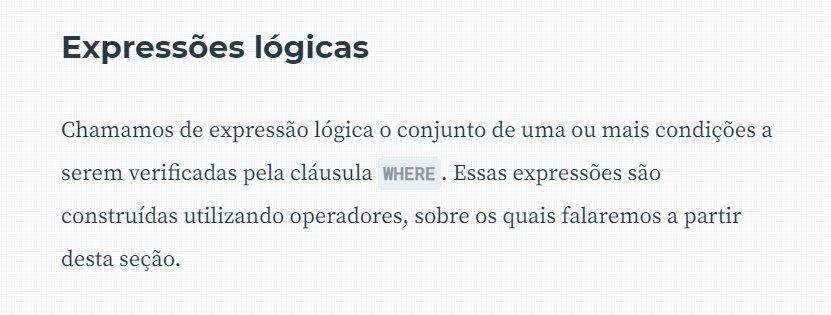 Expressões lógicas
Chamamos de expressão lógica o conjunto de uma ou mais condições a
serem verificadas pela cláusula WHERE. Essas expressões são
construídas utilizando operadores, sobre os quais falaremos a partir
desta seção.